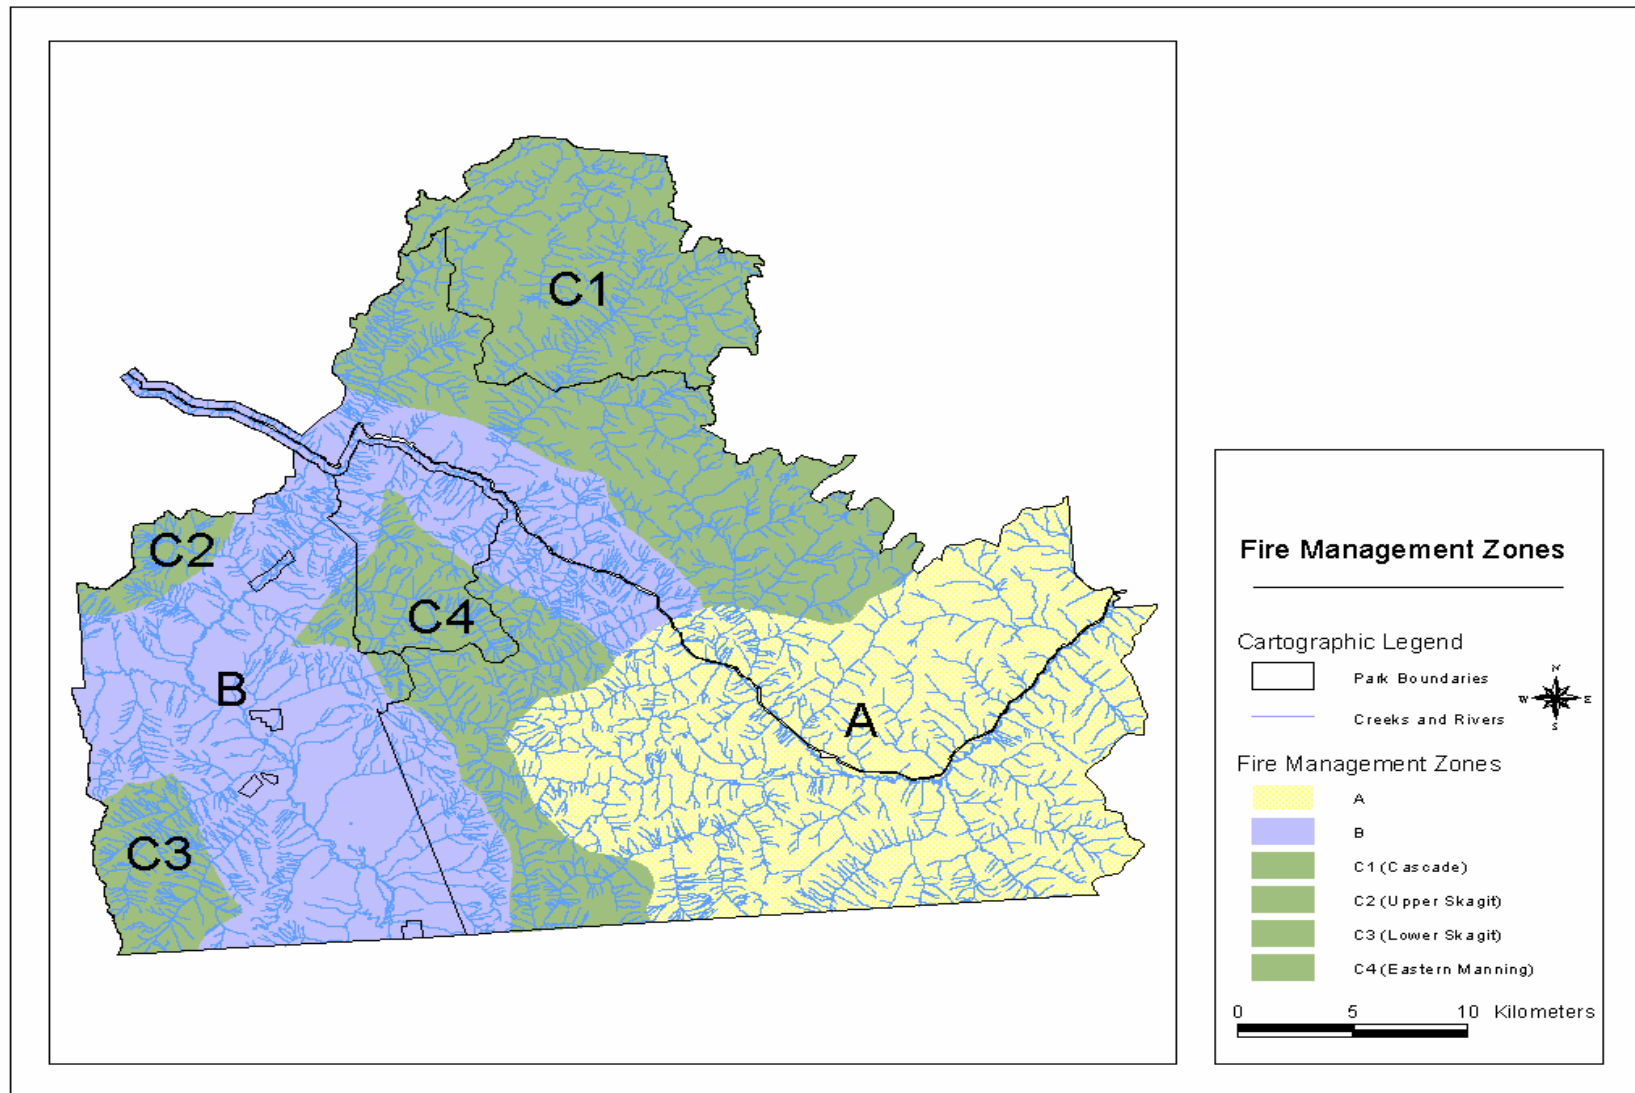 C1
C2
C4
B
A
C3
Fire Management Zones
Cartographic Legend
Park Boundaries
Creeks and Rivers
N
W E
S
Fire Management Zones
A
B
C1 (Cascade)
C2 (Upper Skagit)
C3 (Lower Skagit)
C4 (Eastern Manning)
0 5 10 Kilometers